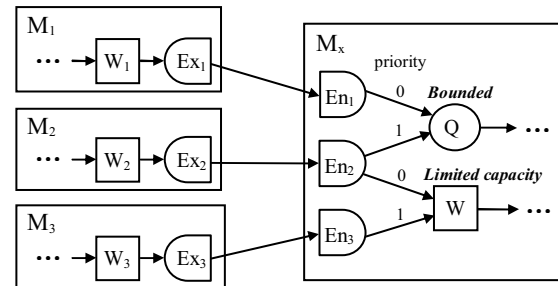 M1
... W1 Ex1
M2
... W2 Ex2
M3
... W3 Ex3
Mx
priority
En1 0 Bounded
1 Q ...
En2
0 Limited capacity
1 W ...
En3